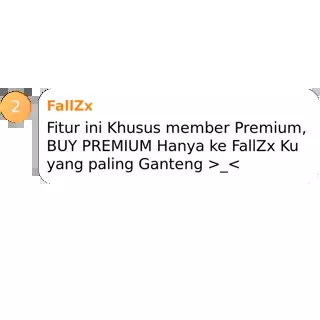 2
FallZx
Fitur ini Khusus member Premium,
BUY PREMIUM Hanya ke FallZx Ku
yang paling Ganteng >_<